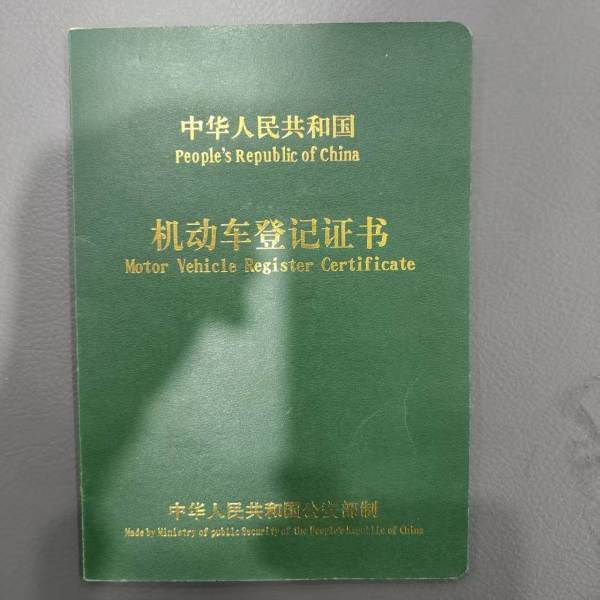 中华人民共和国
People's Republic of China
机动车登记证书
Motor Vehicle Register Certificate
中华人民共和国公安部制
Made by Ministry of public Security of the People's Republic of China